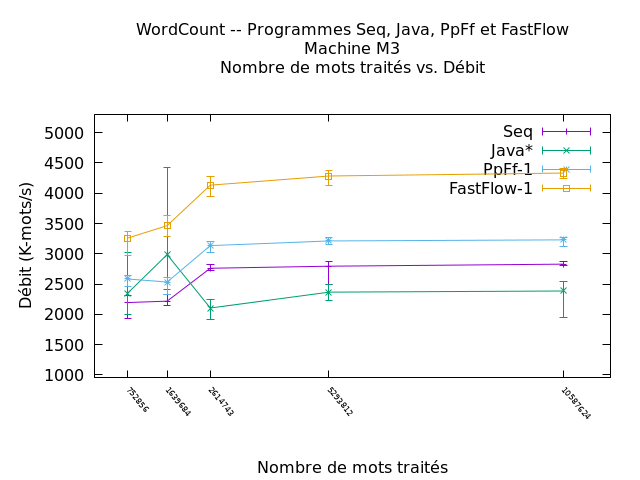 WordCount -- Programmes Seq, Java, PpFf et FastFlow
Machine M3
Nombre de mots traités vs. Débit
Seq
Java*
PpFf-1
FastFlow-1
Débit (K-mots/s)
5000
4500
4000
3500
3000
2500
2000
1500
1000
752856
1639684
2614743
5293812
10587624
Nombre de mots traités